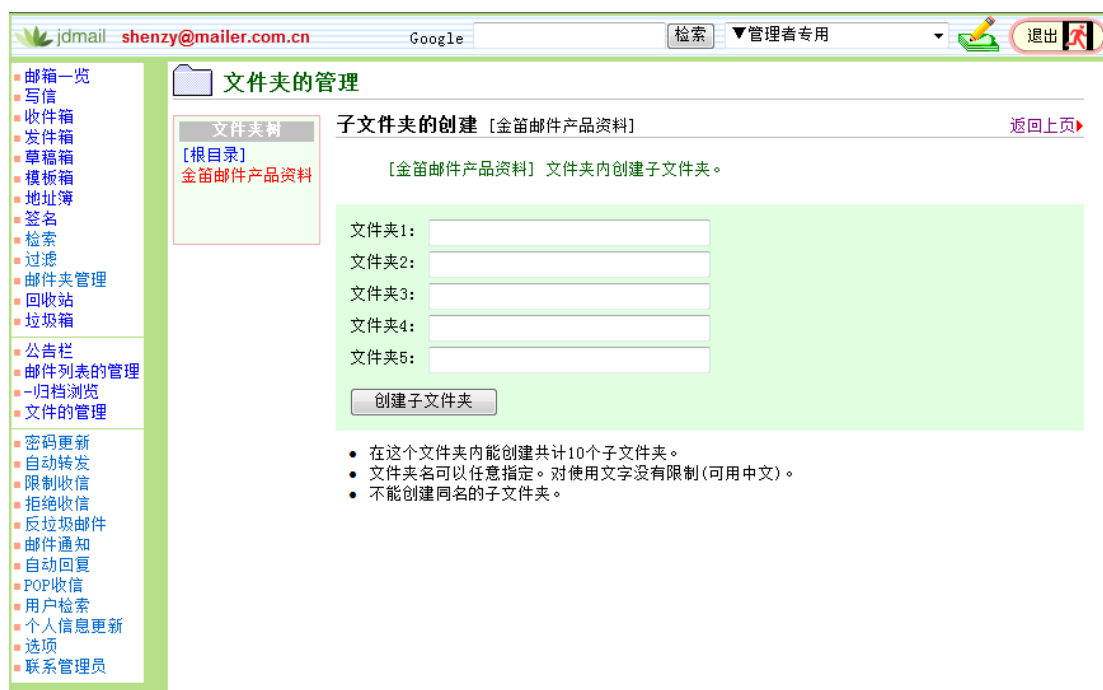 jdmail shenzy@mailer.com.cn Google 检索 ▼管理者专用 退出
邮箱一览
写信
收件箱
发件箱
草稿箱
模板箱
地址簿
签名
检索
过滤
邮件夹管理
回收站
垃圾箱
公告栏
邮件列表的管理
-归档浏览
文件的管理
密码更新
自动转发
限制收信
拒绝收信
反垃圾邮件
邮件通知
自动回复
POP收信
用户检索
个人信息更新
选项
联系管理员
文件夹的管理
文件夹树
[根目录]
金笛邮件产品资料
子文件夹的创建 [金笛邮件产品资料] 返回上页
[金笛邮件产品资料] 文件夹内创建子文件夹。
文件夹1:
文件夹2:
文件夹3:
文件夹4:
文件夹5:
创建子文件夹
● 在这个文件夹内能创建共计10个子文件夹。
● 文件夹名可以任意指定。对使用文字没有限制(可用中文)。
● 不能创建同名的子文件夹。